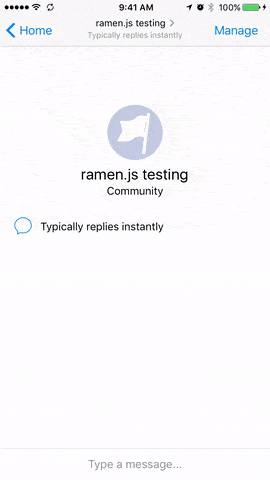 9:41 AM
100%
Home
ramen.js testing
Typically replies instantly
Manage
ramen.js testing
Community
Typically replies instantly
Type a message...